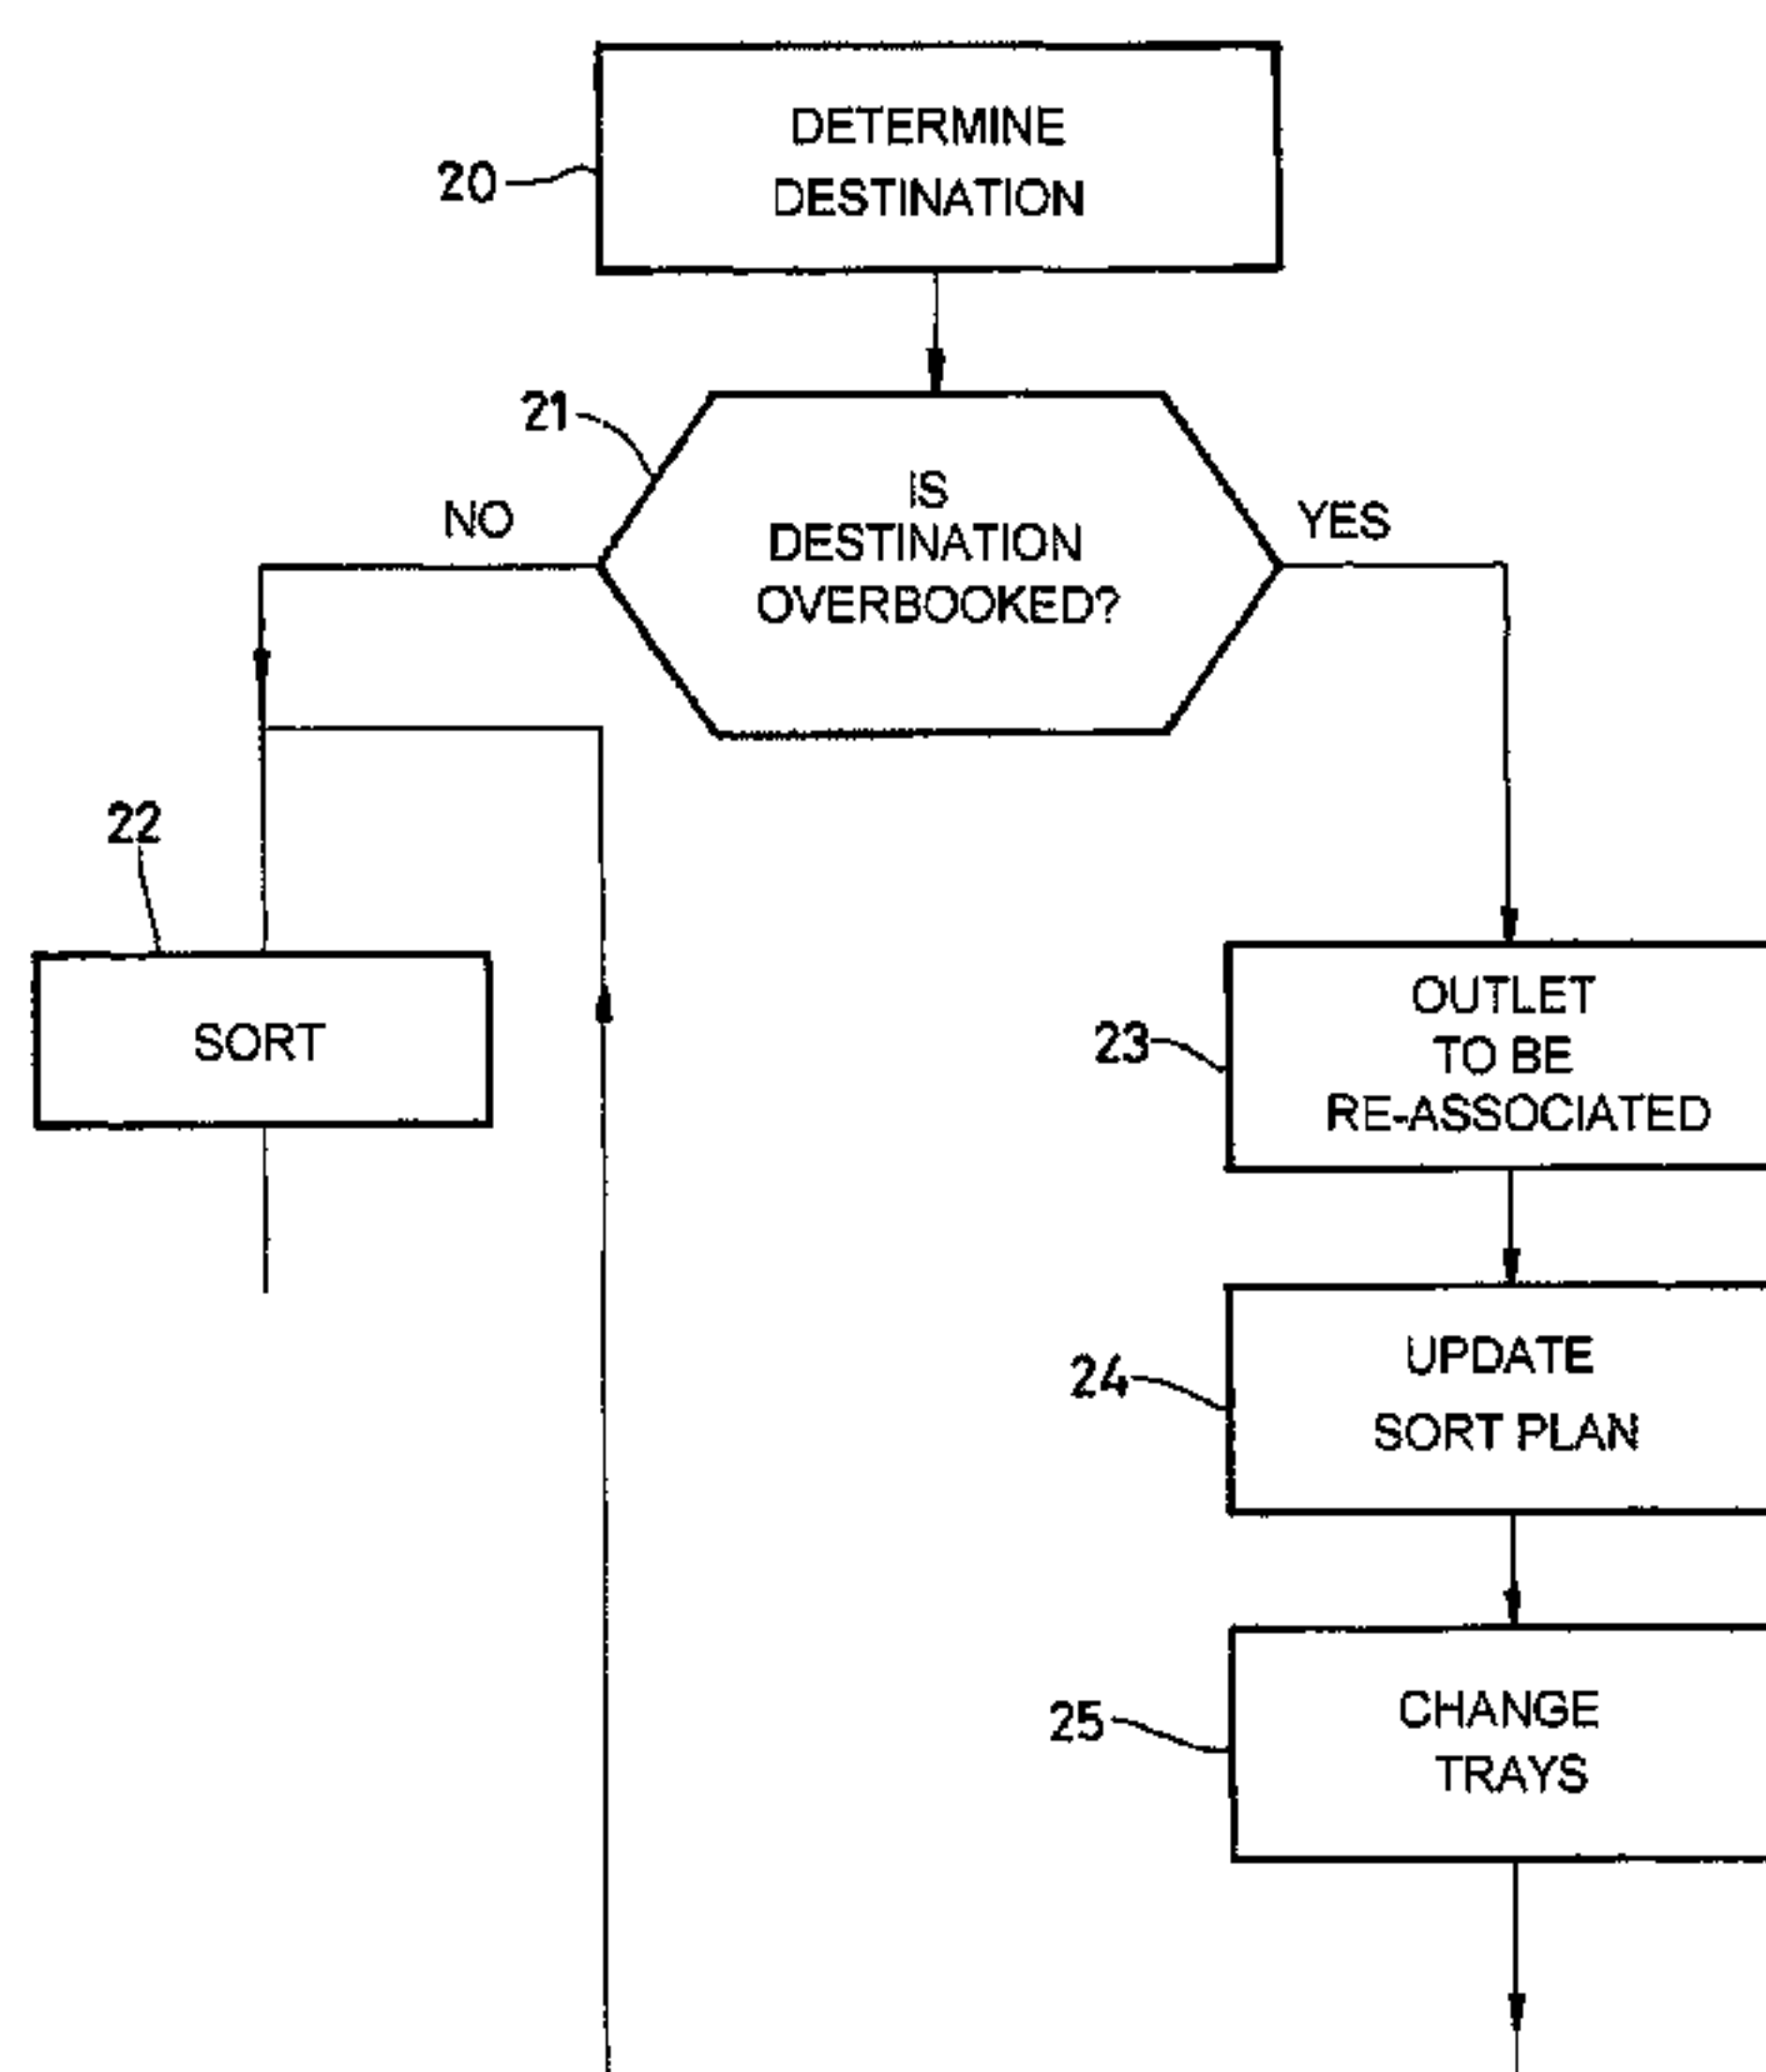 DETERMINE
DESTINATION
20
21
IS
DESTINATION
OVERBOOKED?
NO
YES
22
SORT
23
OUTLET
TO BE
RE-ASSOCIATED
24
UPDATE
SORT PLAN
25
CHANGE
TRAYS